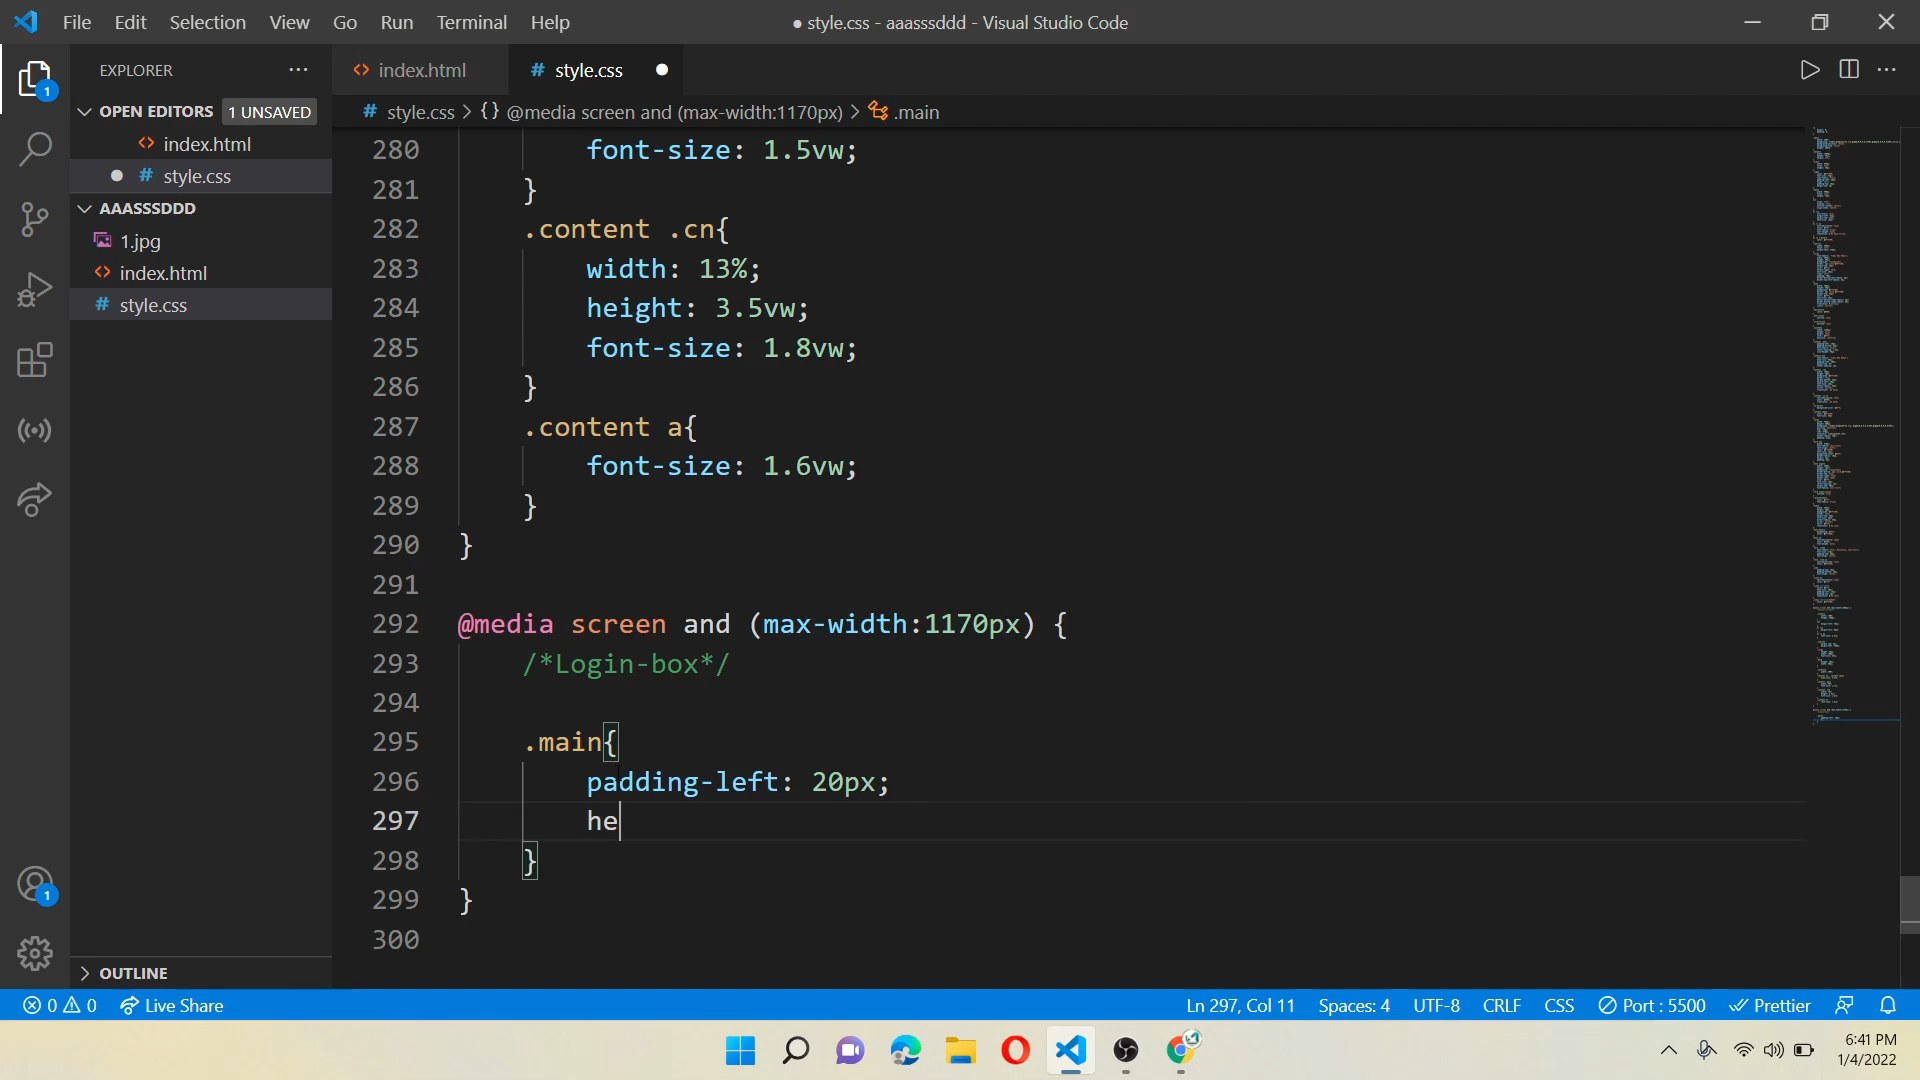 File Edit Selection View Go Run Terminal Help
● style.css - aaasssddd - Visual Studio Code
EXPLORER
index.html
style.css
OPEN EDITORS 1 UNSAVED
style.css > {} @media screen and (max-width:1170px) > .main
index.html
style.css
AAASSSDDD
1.jpg
index.html
style.css
1
280 font-size: 1.5vw;
281 }
282 .content .cn{
283 width: 13%;
284 height: 3.5vw;
285 font-size: 1.8vw;
286 }
287 .content a{
288 font-size: 1.6vw;
289 }
290 }
291
292 @media screen and (max-width:1170px) {
293 /*Login-box*/
294
295 .main{
296 padding-left: 20px;
297 he
298 }
299 }
300
1
OUTLINE
0 0 Live Share
Ln 297, Col 11 Spaces: 4 UTF-8 CRLF CSS Port : 5500 Prettier
6:41 PM
1/4/2022